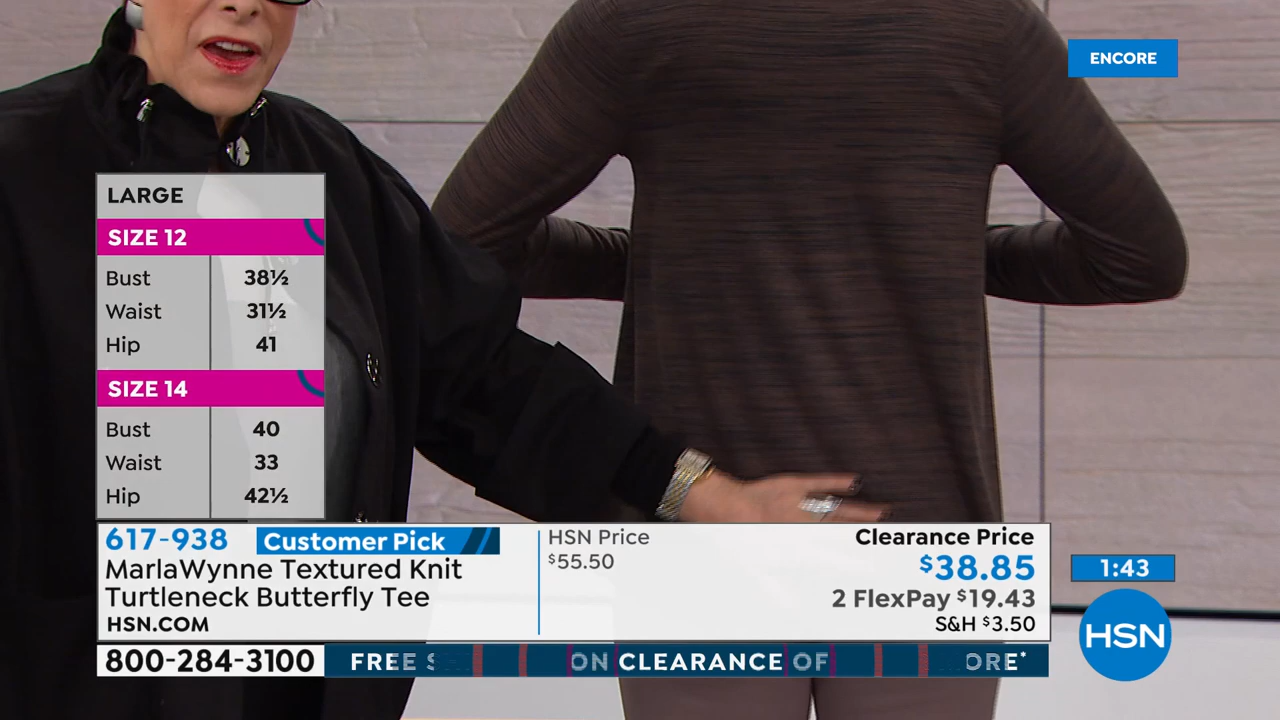 ENCORE
LARGE
SIZE 12
Bust 38½
Waist 31½
Hip 41
SIZE 14
Bust 40
Waist 33
Hip 42½
617-938 Customer Pick
MarlaWynne Textured Knit
Turtleneck Butterfly Tee
HSN.COM
HSN Price
$55.50
Clearance Price
$38.85
2 FlexPay $19.43
S&H $3.50
1:43
HSN
800-284-3100
FREE ON CLEARANCE OF